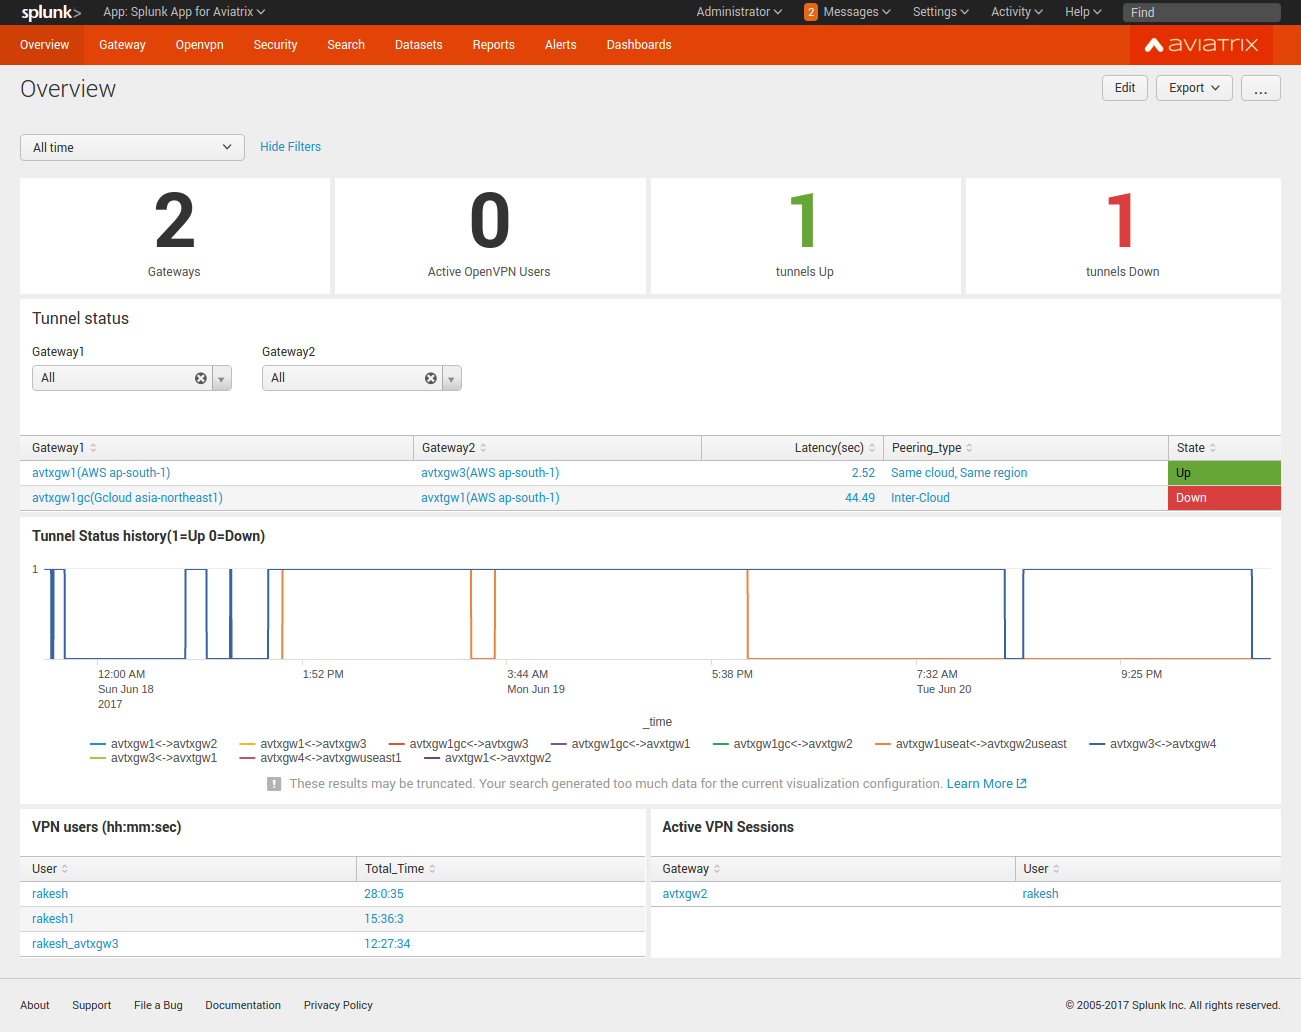 splunk> App: Splunk App for Aviatrix Administrator 2 Messages Settings Activity Help Find
Overview Gateway Openvpn Security Search Datasets Reports Alerts Dashboards AVIATRIX
Overview Edit Export ...
All time Hide Filters
2 0 1 1
Gateways Active OpenVPN Users tunnels Up tunnels Down
Tunnel status
Gateway1 Gateway2
All All
Gateway1 Gateway2 Latency(sec) Peering_type State
avtxgw1(AWS ap-south-1) avtxgw3(AWS ap-south-1) 2.52 Same cloud, Same region Up
avtxgw1gc(Gcloud asia-northeast1) avxtgw1(AWS ap-south-1) 44.49 Inter-Cloud Down
Tunnel Status history(1=Up 0=Down)
1
12:00 AM 1:52 PM 3:44 AM 5:38 PM 7:32 AM 9:25 PM
Sun Jun 18 Mon Jun 19 Tue Jun 20
2017
_time
avtxgw1<->avtxgw2 avtxgw1<->avtxgw3 avtxgw1gc<->avtxgw3 avtxgw1gc<->avxtgw1 avtxgw1gc<->avxtgw2 avtxgw1useat<->avtxgw2useast avtxgw3<->avtxgw4
avtxgw3<->avxtgw1 avtxgw4<->avtxgwuseast1 avxtgw1<->avxtgw2
! These results may be truncated. Your search generated too much data for the current visualization configuration. Learn More
VPN users (hh:mm:sec) Active VPN Sessions
User Total_Time Gateway User
rakesh 28:0:35 avtxgw2 rakesh
rakesh1 15:36:3
rakesh_avtxgw3 12:27:34
About Support File a Bug Documentation Privacy Policy © 2005-2017 Splunk Inc. All rights reserved.